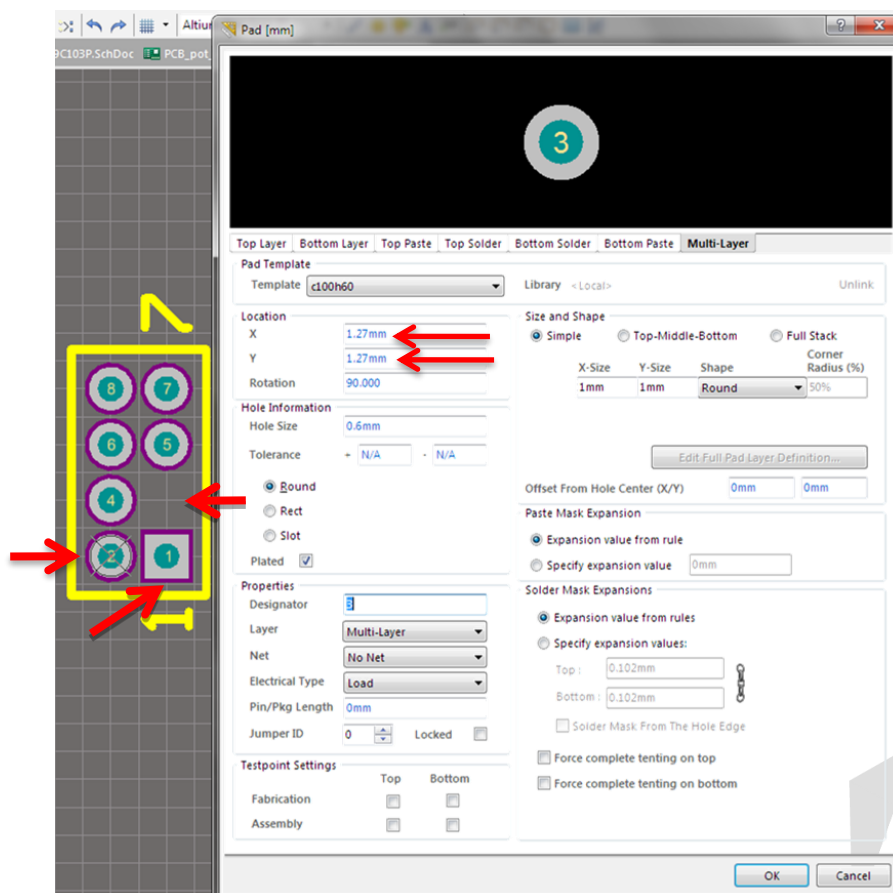 Altiur
Pad [mm]
?
9C103P.SchDoc PCB_pot_
3
Top Layer Bottom Layer Top Paste Top Solder Bottom Solder Bottom Paste Multi-Layer
Pad Template
Template c100h60 Library <Local> Unlink
Location
X 1.27mm
Y 1.27mm
Rotation 90.000
Size and Shape
Simple Top-Middle-Bottom Full Stack
X-Size Y-Size Shape Corner Radius (%)
1mm 1mm Round 50%
Edit Full Pad Layer Definition...
Offset From Hole Center (X/Y) 0mm 0mm
Hole Information
Hole Size 0.6mm
Tolerance + N/A - N/A
Round
Rect
Slot
Plated
Paste Mask Expansion
Expansion value from rule
Specify expansion value 0mm
Properties
Designator 3
Layer Multi-Layer
Net No Net
Electrical Type Load
Pin/Pkg Length 0mm
Jumper ID 0 Locked
Solder Mask Expansions
Expansion value from rules
Specify expansion values:
Top : 0.102mm
Bottom : 0.102mm
Solder Mask From The Hole Edge
Force complete tenting on top
Force complete tenting on bottom
Testpoint Settings
Top Bottom
Fabrication
Assembly
OK Cancel
7
8 7
6 5
4
2 1
1